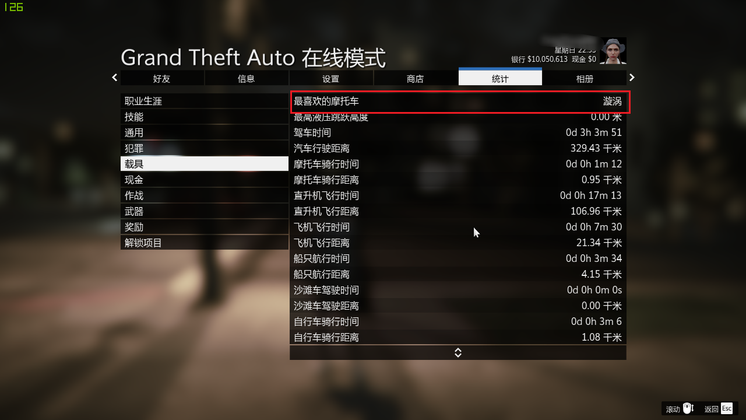 126
Grand Theft Auto 在线模式
星期日 22:55
银行 $10.050.613 现金 $0
好友 信息 设置 商店 统计 相册
职业生涯
技能
通用
犯罪
载具
现金
作战
武器
奖励
解锁项目
最喜欢的摩托车 漩涡
最高液压跳跃高度 0.00 米
驾车时间 0d 3h 3m 51
汽车行驶距离 329.43 千米
摩托车骑行时间 0d 0h 1m 12
摩托车骑行距离 0.95 千米
直升机飞行时间 0d 0h 17m 13
直升机飞行距离 106.96 千米
飞机飞行时间 0d 0h 7m 30
飞机飞行距离 21.34 千米
船只航行时间 0d 0h 3m 34
船只航行距离 4.15 千米
沙滩车驾驶时间 0d 0h 0m 0s
沙滩车驾驶距离 0.00 千米
自行车骑行时间 0d 0h 3m 6
自行车骑行距离 1.08 千米
滚动 返回 Esc